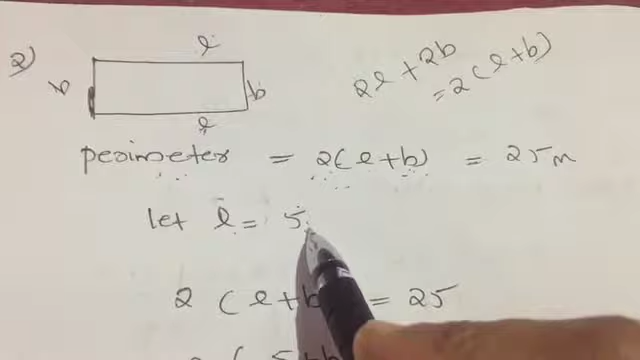 2)
l
b
b
l
2l + 2b
= 2(l+b)
perimeter = 2(l+b) = 25m
let l = 5
2 (l+b = 25